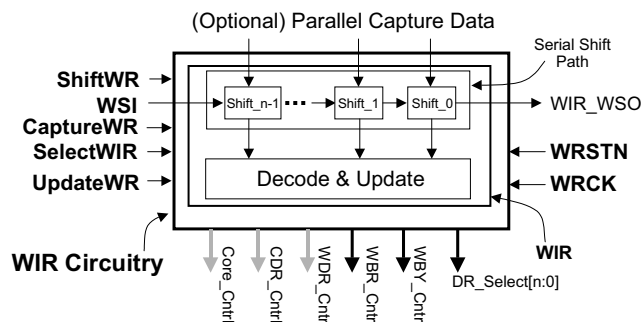 (Optional) Parallel Capture Data
Serial Shift
Path
ShiftWR
WSI
CaptureWR
SelectWIR
UpdateWR
Shift_n-1
Shift_1
Shift_0
WIR_WSO
Decode & Update
WRSTN
WRCK
WIR
WIR Circuitry
Core_Cntrl
CDR_Cntrl
WDR_Cntrl
WBR_Cntrl
WBY_Cntrl
DR_Select[n:0]